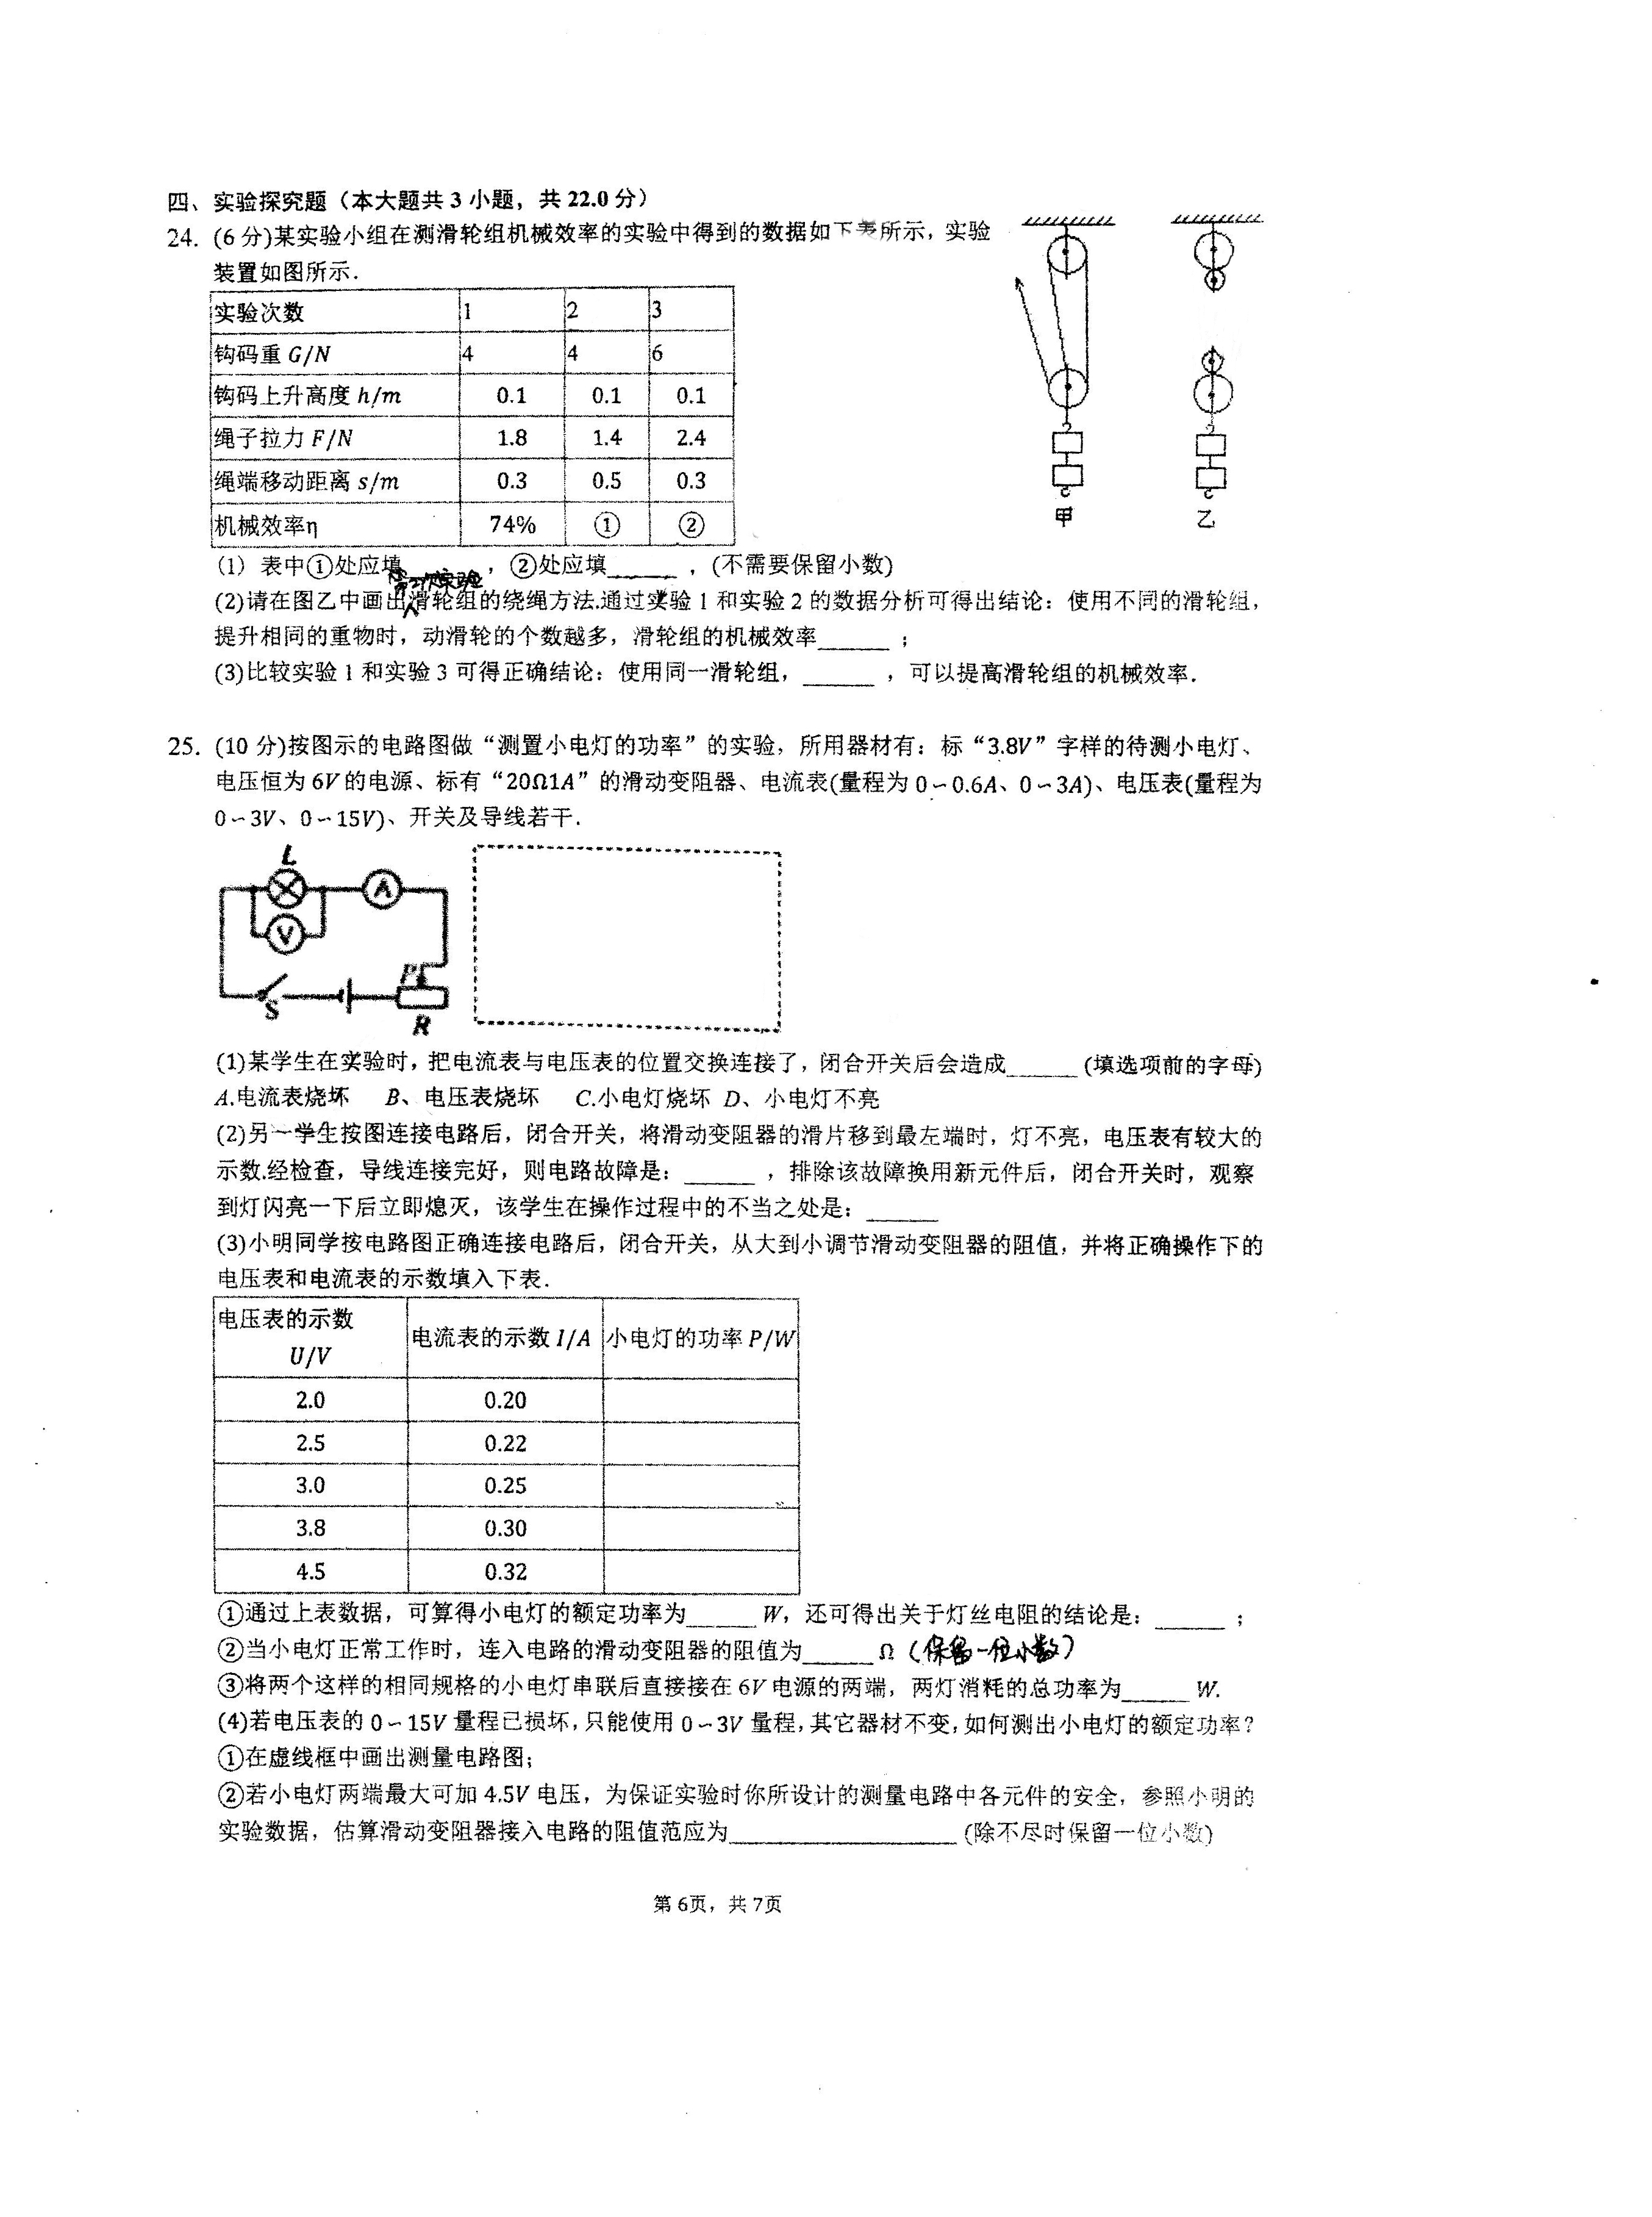 四、实验探究题（本大题共 3 小题，共 22.0 分）
24. (6 分)某实验小组在测滑轮组机械效率的实验中得到的数据如下表所示，实验
装置如图所示.
实验次数 1 2 3
钩码重 G/N 4 4 6
钩码上升高度 h/m 0.1 0.1 0.1
绳子拉力 F/N 1.8 1.4 2.4
绳端移动距离 s/m 0.3 0.5 0.3
机械效率η 74% ① ②
甲 乙
(1) 表中①处应填______，②处应填______，(不需要保留小数)
第2次实验
(2)请在图乙中画出滑轮组的绕绳方法.通过实验 1 和实验 2 的数据分析可得出结论：使用不同的滑轮组，
提升相同的重物时，动滑轮的个数越多，滑轮组的机械效率______；
(3)比较实验 1 和实验 3 可得正确结论：使用同一滑轮组，______，可以提高滑轮组的机械效率.
25. (10 分)按图示的电路图做“测置小电灯的功率”的实验，所用器材有：标“3.8V”字样的待测小电灯、
电压恒为 6V 的电源、标有“20Ω1A”的滑动变阻器、电流表(量程为 0∽0.6A、0∽3A)、电压表(量程为
0∽3V、0∽15V)、开关及导线若干.
L
A
V
P
S
R
(1)某学生在实验时，把电流表与电压表的位置交换连接了，闭合开关后会造成______ (填选项前的字母)
A.电流表烧坏 B、电压表烧坏 C.小电灯烧坏 D、小电灯不亮
(2)另一学生按图连接电路后，闭合开关，将滑动变阻器的滑片移到最左端时，灯不亮，电压表有较大的
示数.经检查，导线连接完好，则电路故障是：______，排除该故障换用新元件后，闭合开关时，观察
到灯闪亮一下后立即熄灭，该学生在操作过程中的不当之处是：______
(3)小明同学按电路图正确连接电路后，闭合开关，从大到小调节滑动变阻器的阻值，并将正确操作下的
电压表和电流表的示数填入下表.
电压表的示数 U/V 电流表的示数 I/A 小电灯的功率 P/W
2.0 0.20
2.5 0.22
3.0 0.25
3.8 0.30
4.5 0.32
①通过上表数据，可算得小电灯的额定功率为______ W，还可得出关于灯丝电阻的结论是：______；
②当小电灯正常工作时，连入电路的滑动变阻器的阻值为______Ω（保留一位小数）
③将两个这样的相同规格的小电灯串联后直接接在 6V 电源的两端，两灯消耗的总功率为______ W.
(4)若电压表的 0∽15V 量程已损坏，只能使用 0∽3V 量程，其它器材不变，如何测出小电灯的额定功率？
①在虚线框中画出测量电路图；
②若小电灯两端最大可加 4.5V 电压，为保证实验时你所设计的测量电路中各元件的安全，参照小明的
实验数据，估算滑动变阻器接入电路的阻值范应为____________________ (除不尽时保留一位小数)
第 6页，共 7页